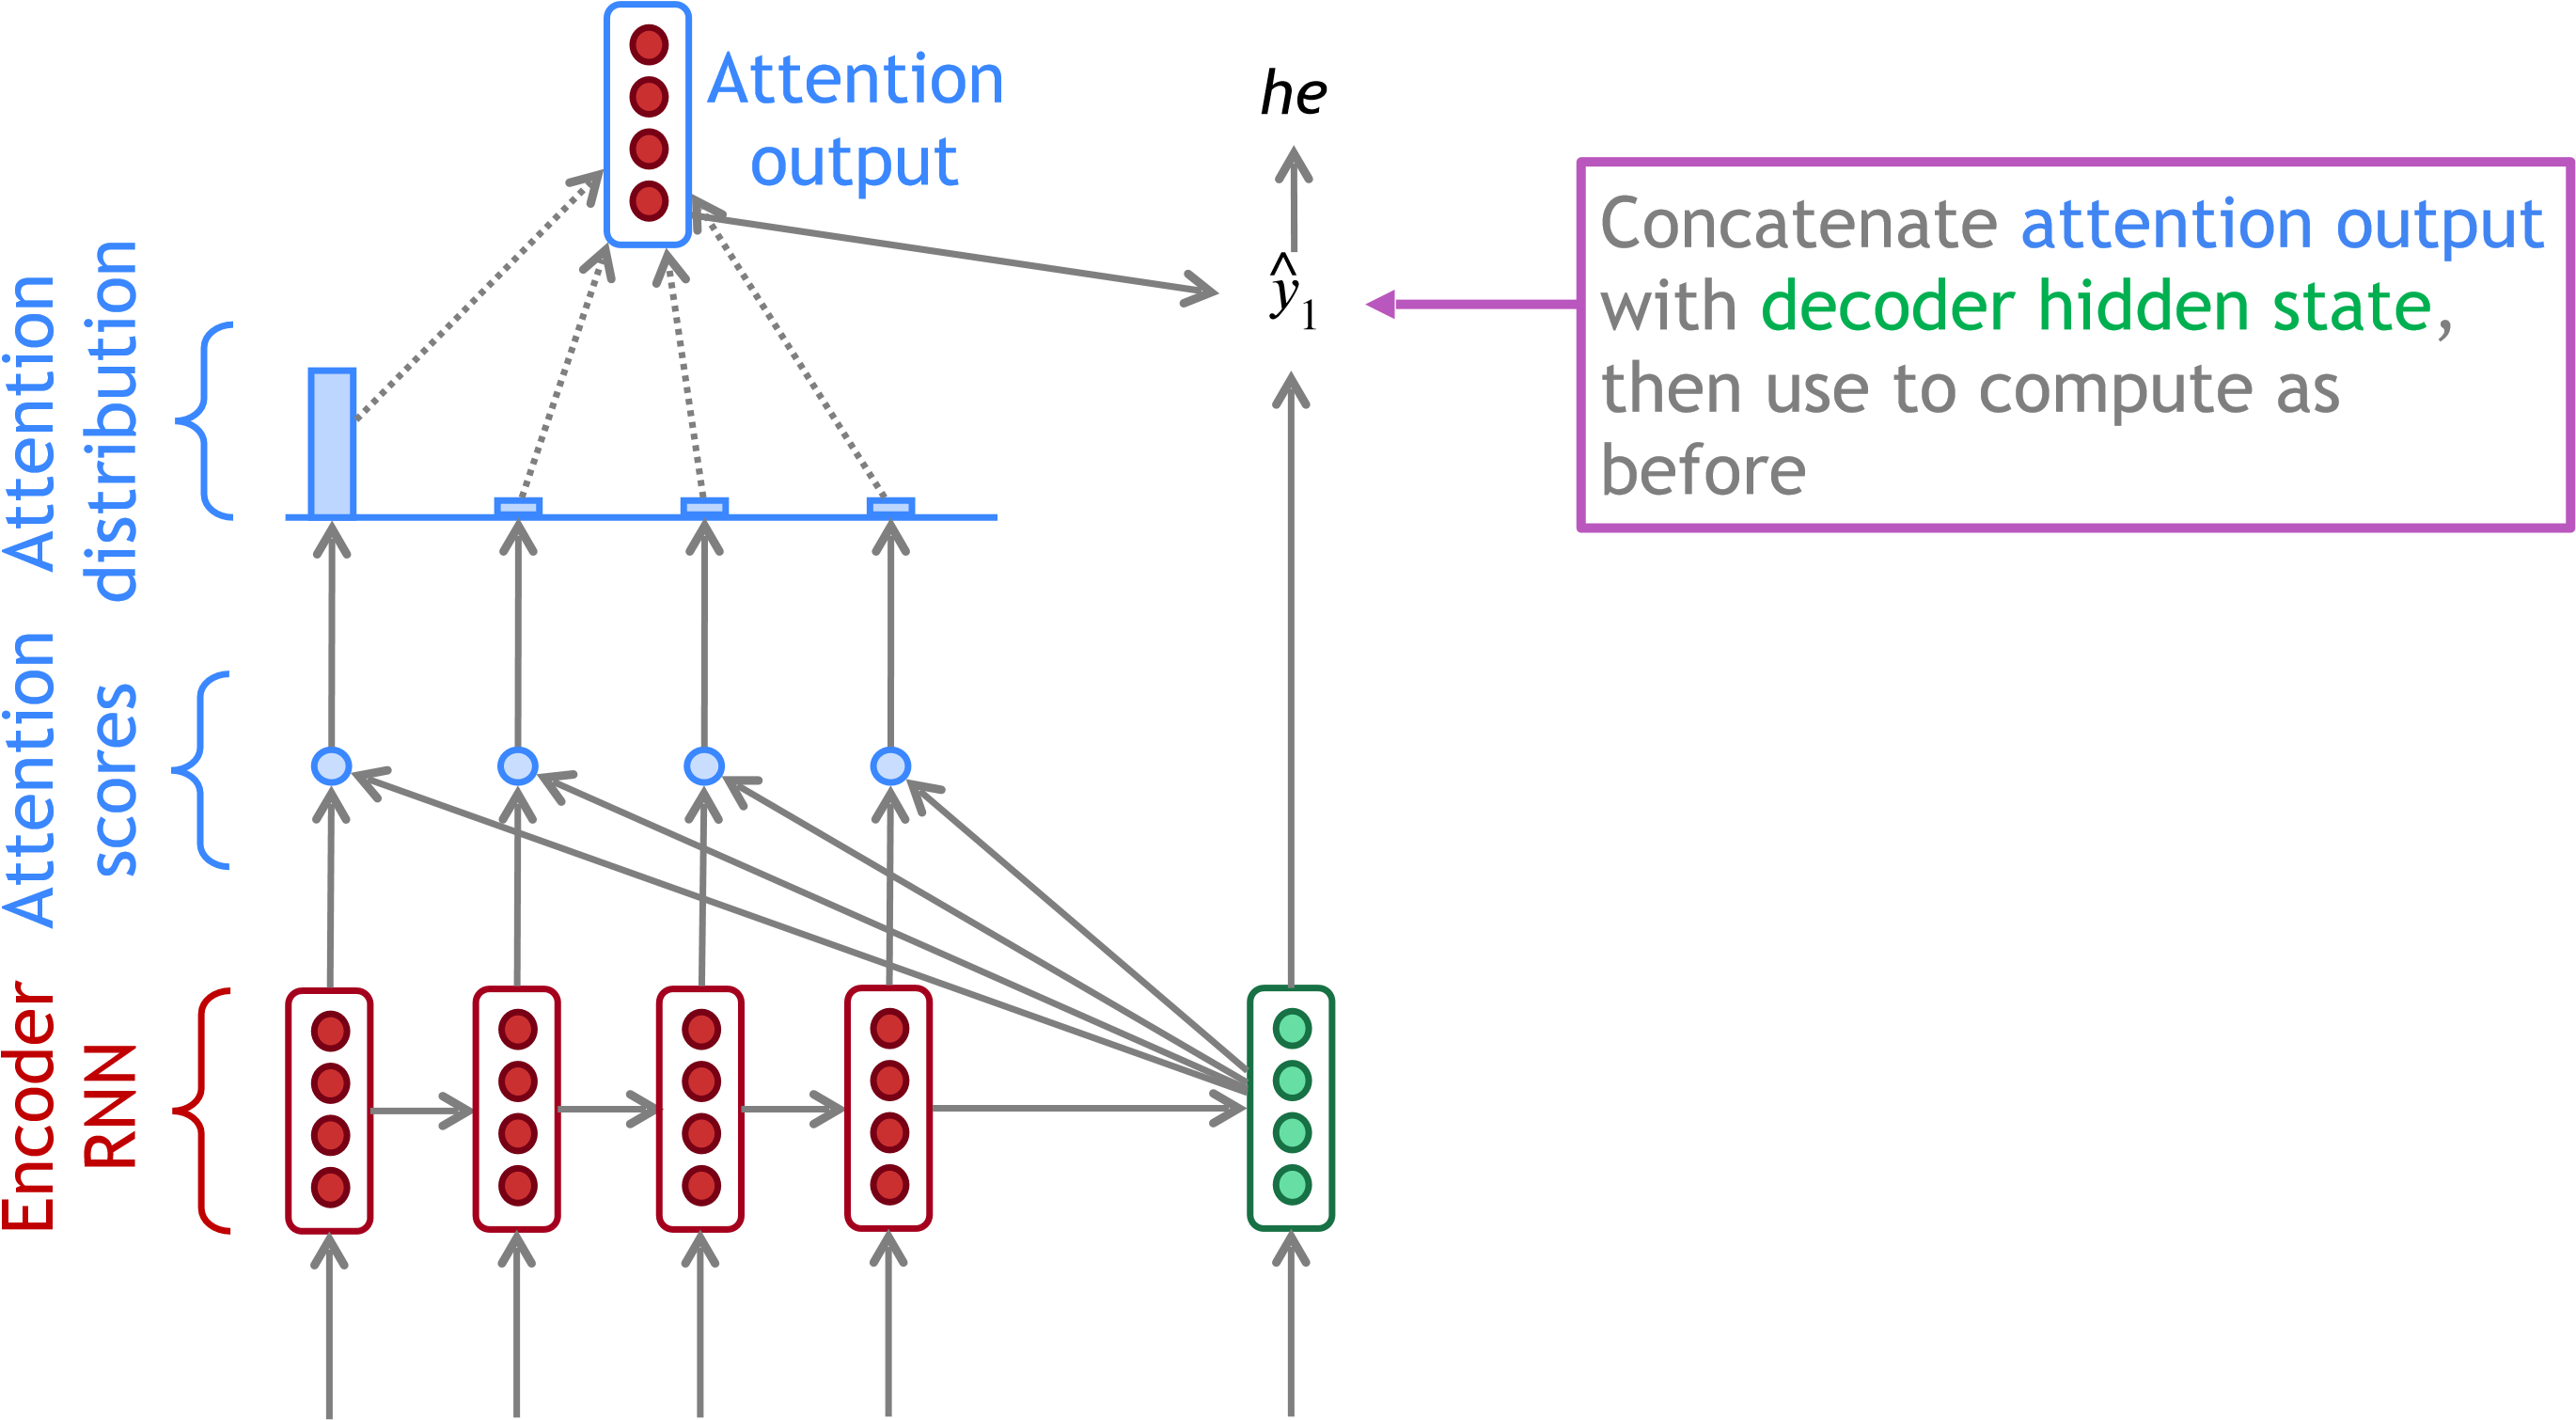 Attention
output
he
ŷ1
Concatenate attention output
with decoder hidden state,
then use to compute as
before
Attention
distribution
Attention
scores
Encoder
RNN